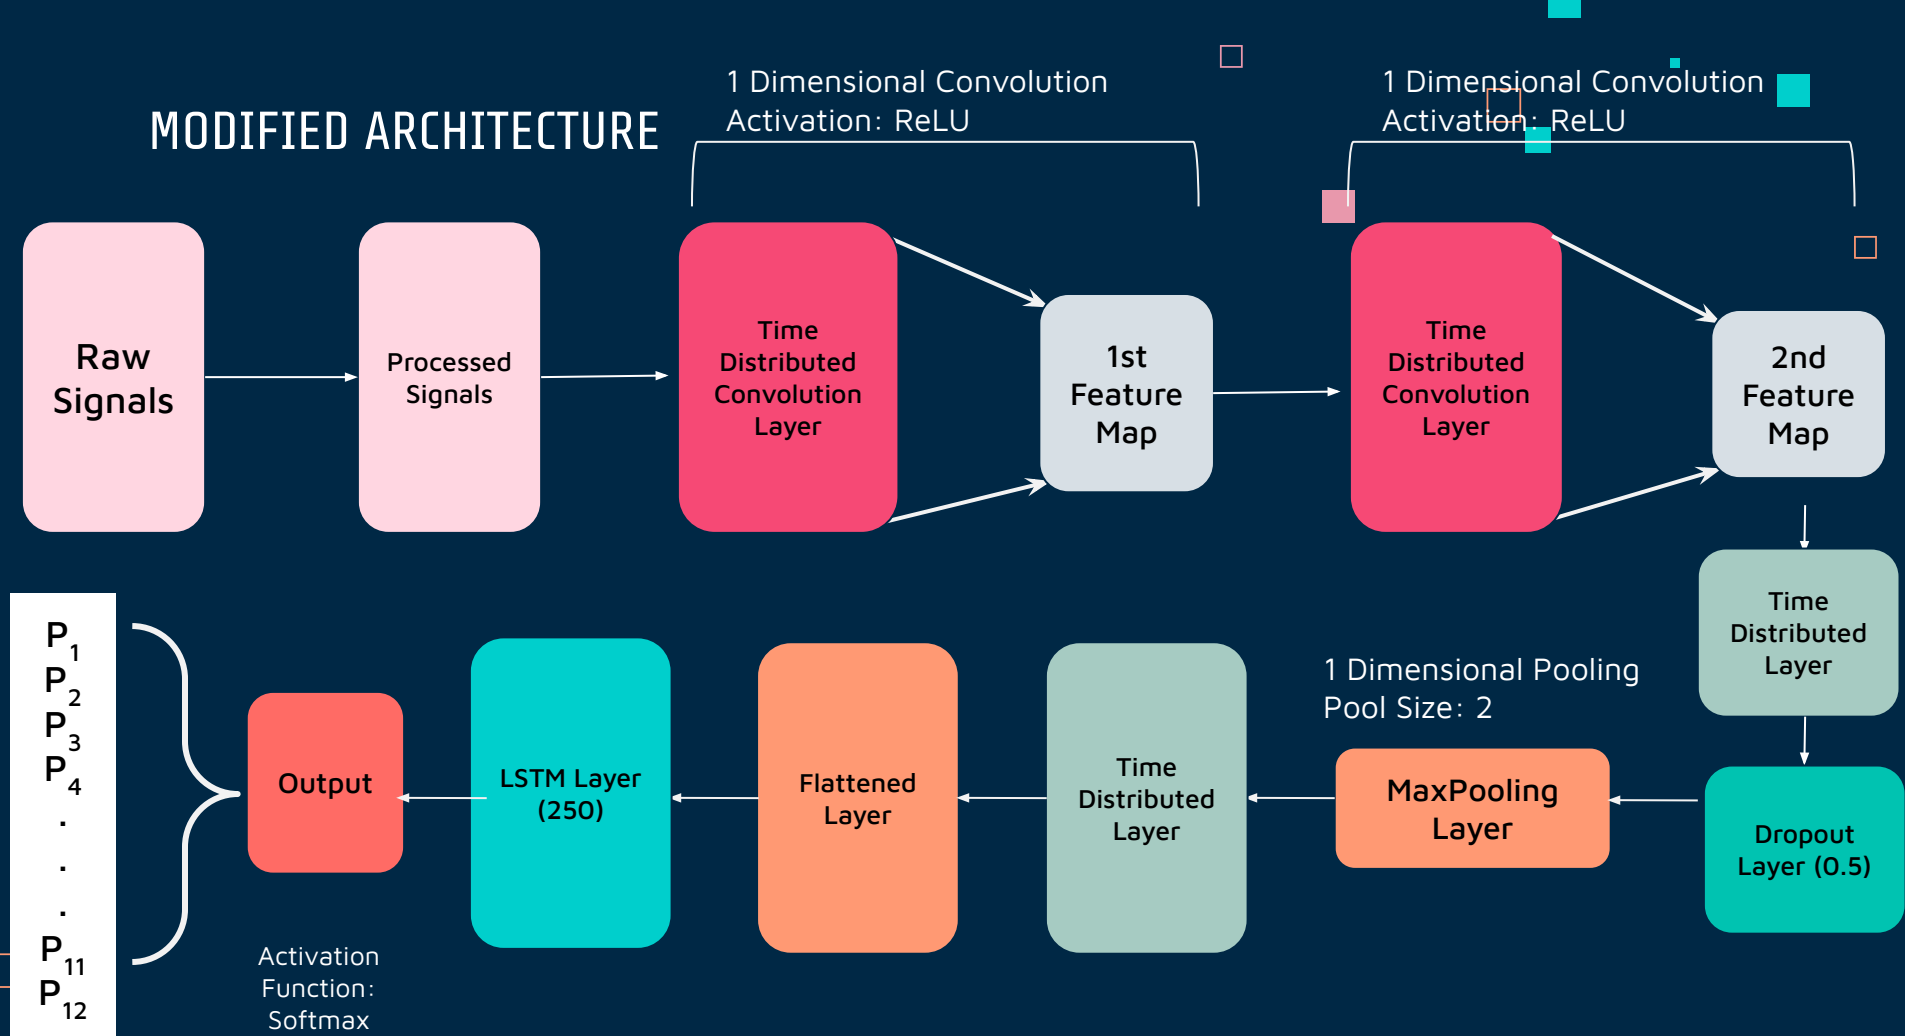 MODIFIED ARCHITECTURE
1 Dimensional Convolution
Activation: ReLU
1 Dimensional Convolution
Activation: ReLU
Raw
Signals
Processed
Signals
Time
Distributed
Convolution
Layer
1st
Feature
Map
Time
Distributed
Convolution
Layer
2nd
Feature
Map
Time
Distributed
Layer
Dropout
Layer (0.5)
1 Dimensional Pooling
Pool Size: 2
MaxPooling
Layer
Time
Distributed
Layer
Flattened
Layer
LSTM Layer
(250)
Output
Activation
Function:
Softmax
P1
P2
P3
P4
.
.
.
P11
P12